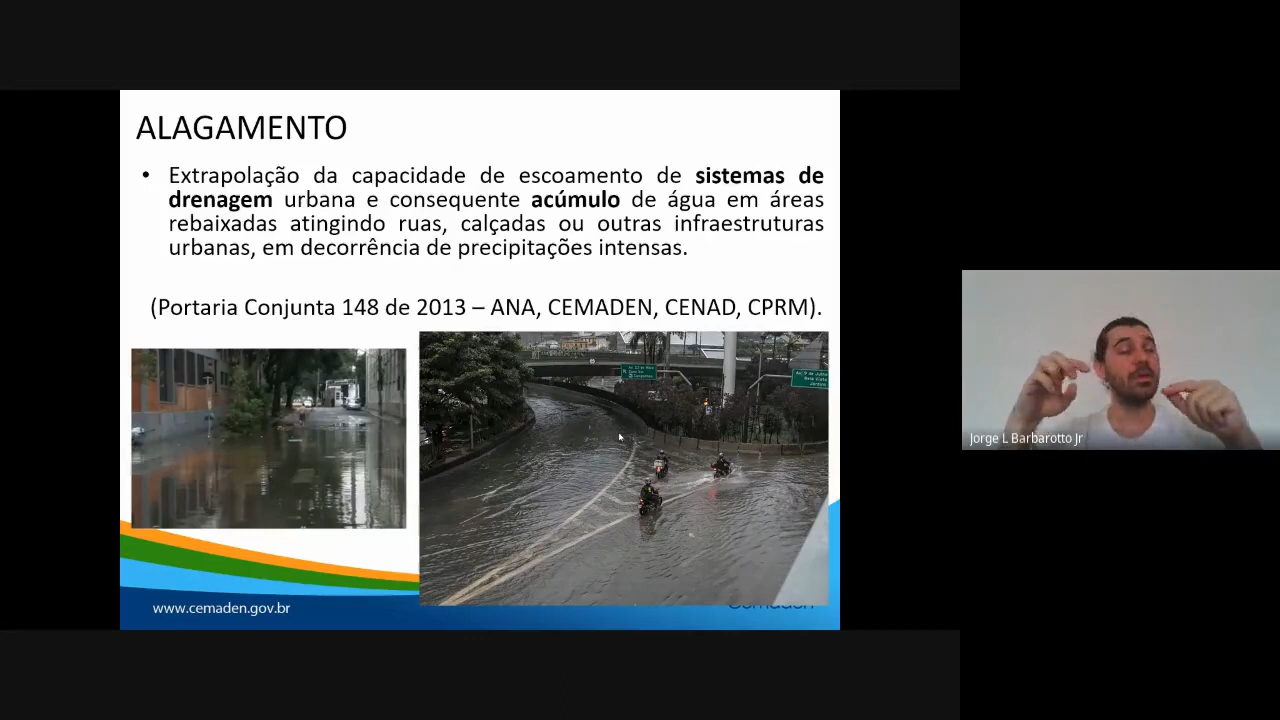 ALAGAMENTO
• Extrapolação da capacidade de escoamento de sistemas de
drenagem urbana e consequente acúmulo de água em áreas
rebaixadas atingindo ruas, calçadas ou outras infraestruturas
urbanas, em decorrência de precipitações intensas.
(Portaria Conjunta 148 de 2013 – ANA, CEMADEN, CENAD, CPRM).
www.cemaden.gov.br
Cemaden
Jorge L Barbarotto Jr